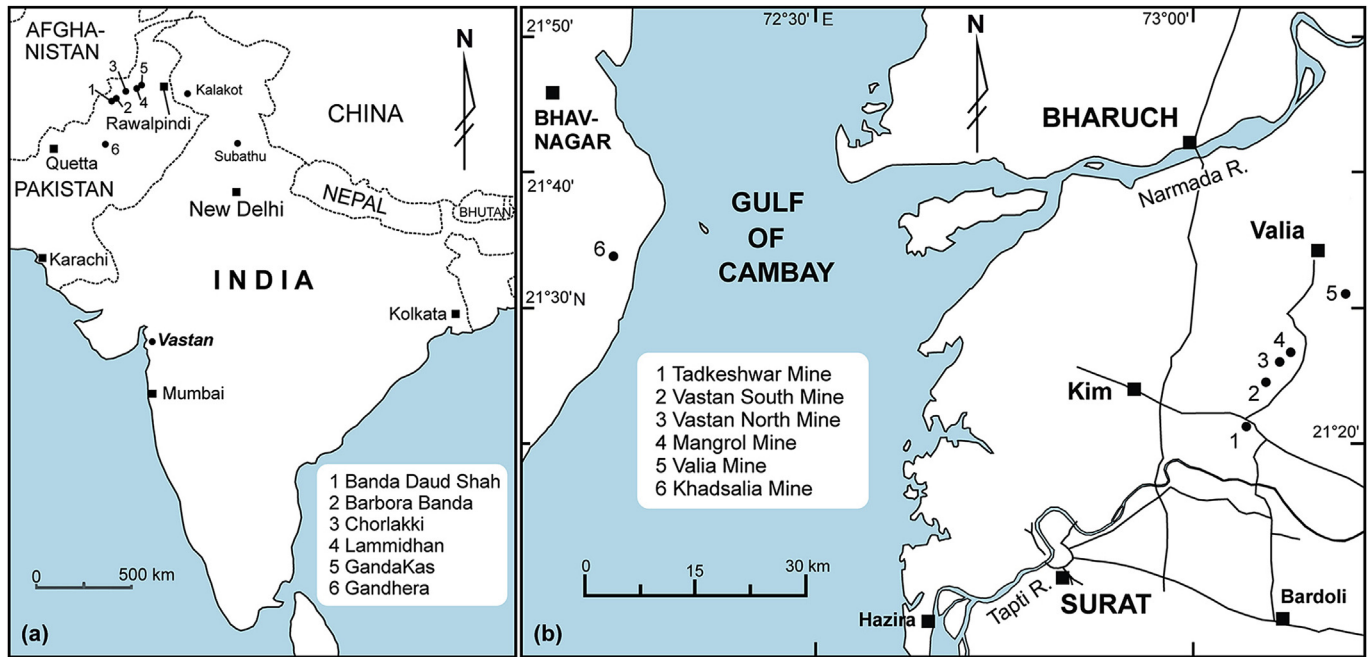 AFGHA-
NISTAN
N
3
5
1
2
4
Kalakot
Rawalpindi
CHINA
6
Quetta
Subathu
PAKISTAN
NEPAL
New Delhi
BHUTAN
Karachi
INDIA
Kolkata
Vastan
Mumbai
1 Banda Daud Shah
2 Barbora Banda
3 Chorlakki
4 Lammidhan
5 GandaKas
6 Gandhera
0 500 km
(a)
72°30' E
73°00'
21°50'
N
BHAV-
NAGAR
BHARUCH
Narmada R.
21°40'
GULF
OF
CAMBAY
Valia
6
5
21°30' N
4
3
2
Kim
1
21°20'
1 Tadkeshwar Mine
2 Vastan South Mine
3 Vastan North Mine
4 Mangrol Mine
5 Valia Mine
6 Khadsalia Mine
0 15 30 km
Tapti R.
SURAT
Bardoli
Hazira
(b)